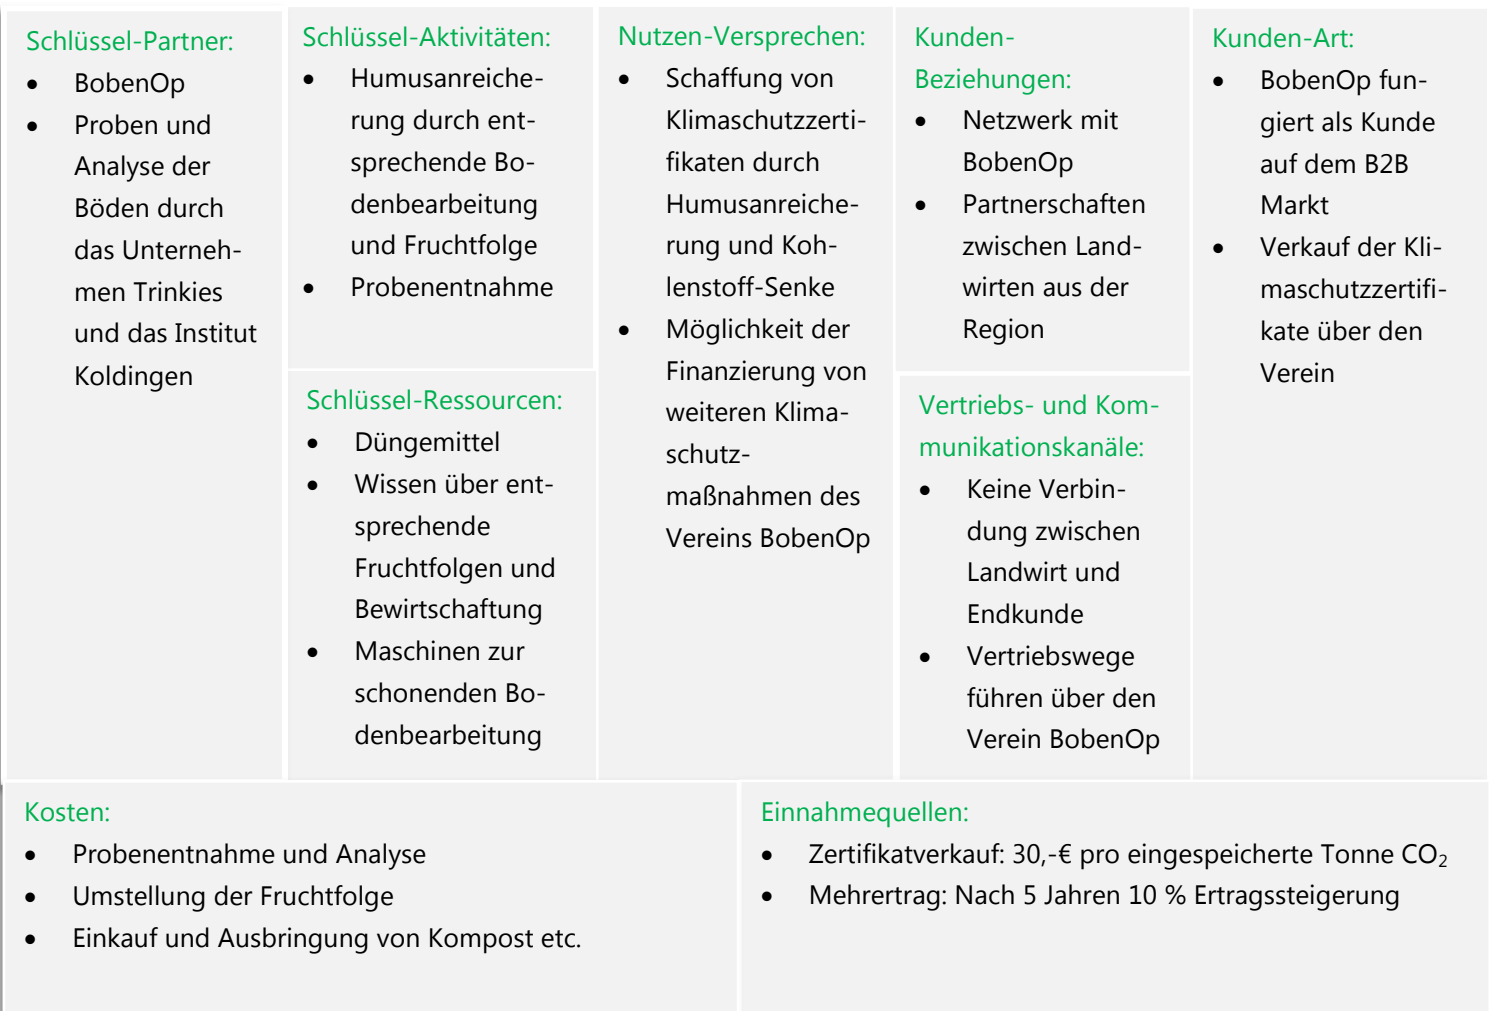 Schlüssel-Partner:
• BobenOp
• Proben und
Analyse der
Böden durch
das Unterneh-
men Trinkies
und das Institut
Koldingen
Schlüssel-Aktivitäten:
• Humusanreiche-
rung durch ent-
sprechende Bo-
denbearbeitung
und Fruchtfolge
• Probenentnahme
Schlüssel-Ressourcen:
• Düngemittel
• Wissen über ent-
sprechende
Fruchtfolgen und
Bewirtschaftung
• Maschinen zur
schonenden Bo-
denbearbeitung
Nutzen-Versprechen:
• Schaffung von
Klimaschutzzerti-
fikaten durch
Humusanreiche-
rung und Koh-
lenstoff-Senke
• Möglichkeit der
Finanzierung von
weiteren Klima-
schutz-
maßnahmen des
Vereins BobenOp
Kunden-
Beziehungen:
• Netzwerk mit
BobenOp
• Partnerschaften
zwischen Land-
wirten aus der
Region
Vertriebs- und Kom-
munikationskanäle:
• Keine Verbin-
dung zwischen
Landwirt und
Endkunde
• Vertriebswege
führen über den
Verein BobenOp
Kunden-Art:
• BobenOp fun-
giert als Kunde
auf dem B2B
Markt
• Verkauf der Kli-
maschutzzertifi-
kate über den
Verein
Kosten:
• Probenentnahme und Analyse
• Umstellung der Fruchtfolge
• Einkauf und Ausbringung von Kompost etc.
Einnahmequellen:
• Zertifikatverkauf: 30,-€ pro eingespeicherte Tonne CO₂
• Mehrertrag: Nach 5 Jahren 10 % Ertragssteigerung